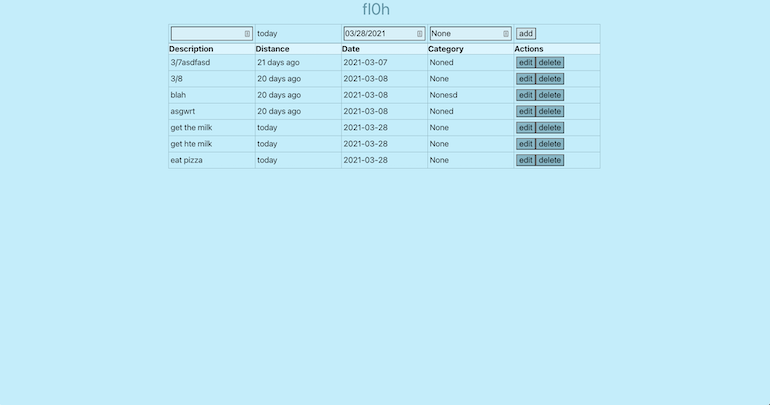 fl0h
today 03/28/2021 None add
Description Distance Date Category Actions
3/7asdfasd 21 days ago 2021-03-07 Noned edit delete
3/8 20 days ago 2021-03-08 None edit delete
blah 20 days ago 2021-03-08 Nonesd edit delete
asgwrt 20 days ago 2021-03-08 Noned edit delete
get the milk today 2021-03-28 None edit delete
get hte milk today 2021-03-28 None edit delete
eat pizza today 2021-03-28 None edit delete